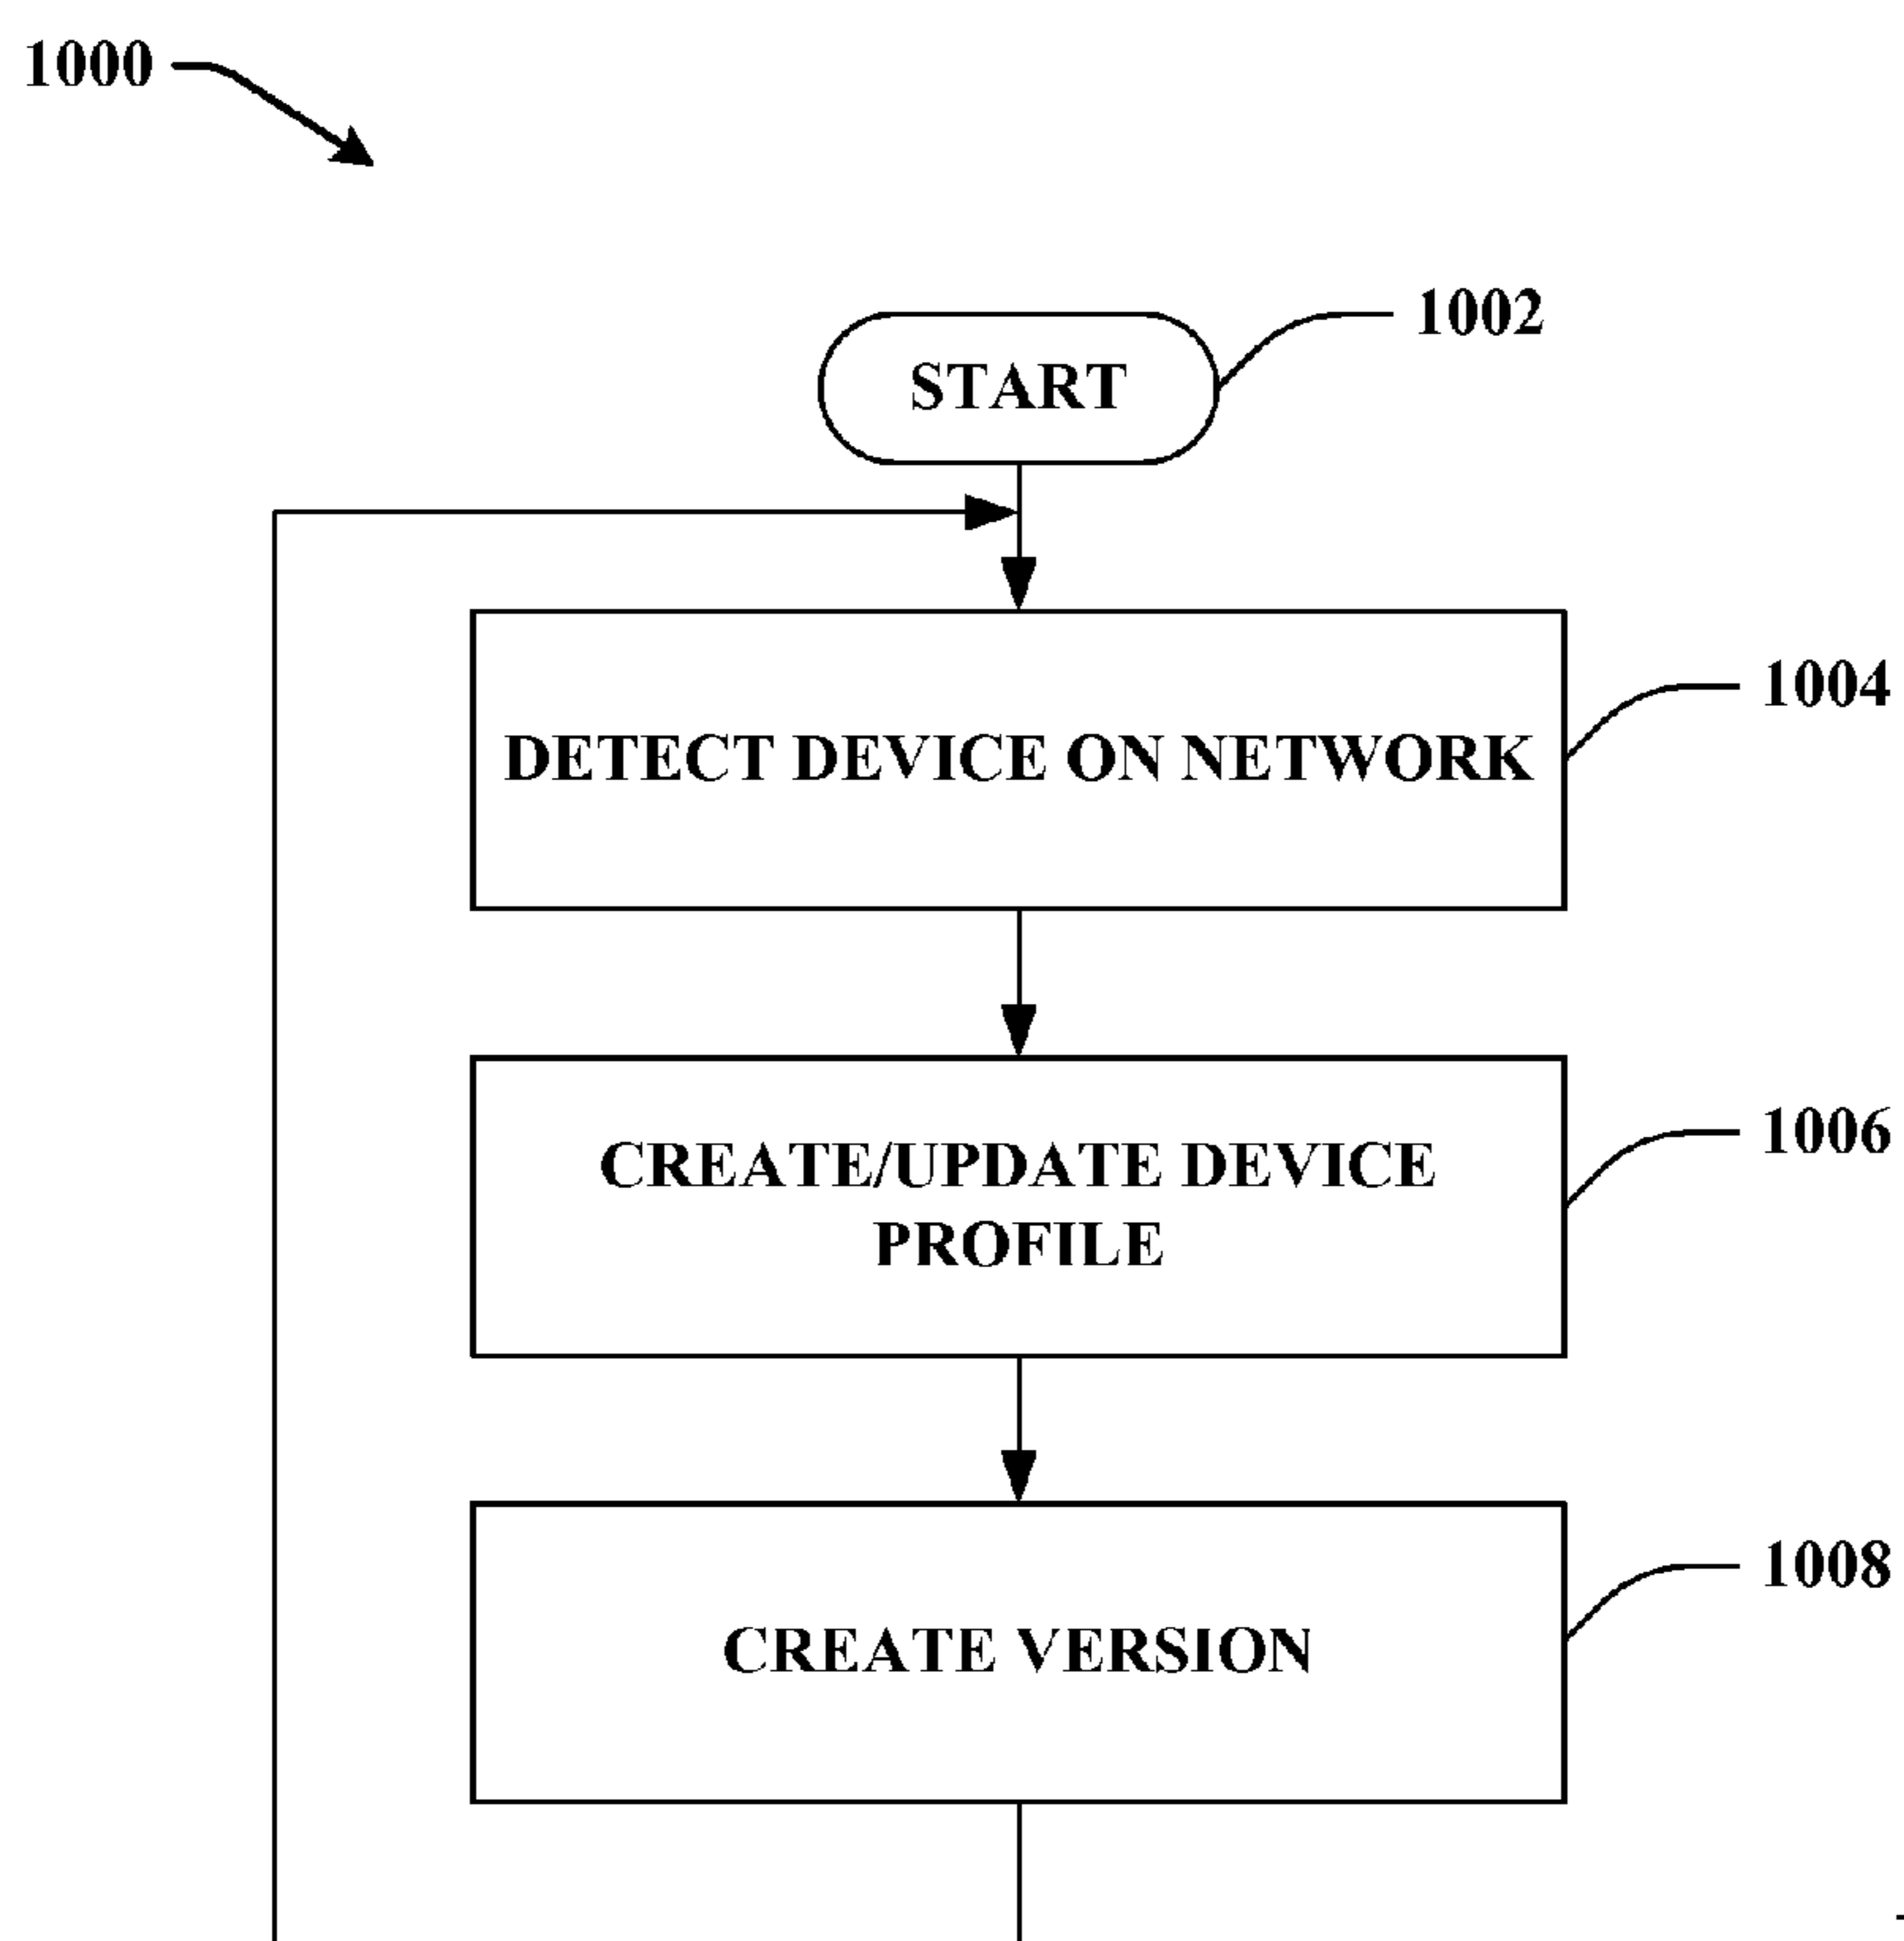 1000
1002
START
1004
DETECT DEVICE ON NETWORK
1006
CREATE/UPDATE DEVICE
PROFILE
1008
CREATE VERSION